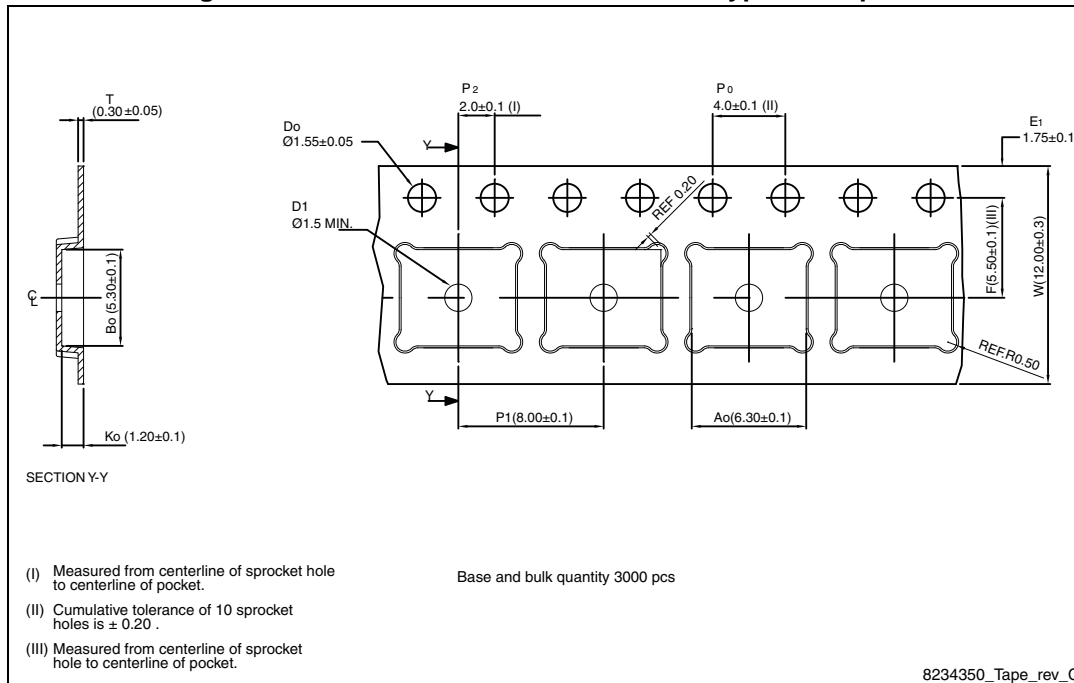 T
(0.30±0.05)
P2
2.0±0.1 (I)
P0
4.0±0.1 (II)
Do
Ø1.55±0.05
E1
1.75±0.1
Y
REF 0.20
D1
Ø1.5 MIN.
F(5.50±0.1)(III)
W(12.00±0.3)
Bo (5.30±0.1)
CL
REF.R0.50
Y
P1(8.00±0.1)
Ao(6.30±0.1)
Ko (1.20±0.1)
SECTION Y-Y
(I) Measured from centerline of sprocket hole
to centerline of pocket.
Base and bulk quantity 3000 pcs
(II) Cumulative tolerance of 10 sprocket
holes is ± 0.20 .
(III) Measured from centerline of sprocket
hole to centerline of pocket.
8234350_Tape_rev_C